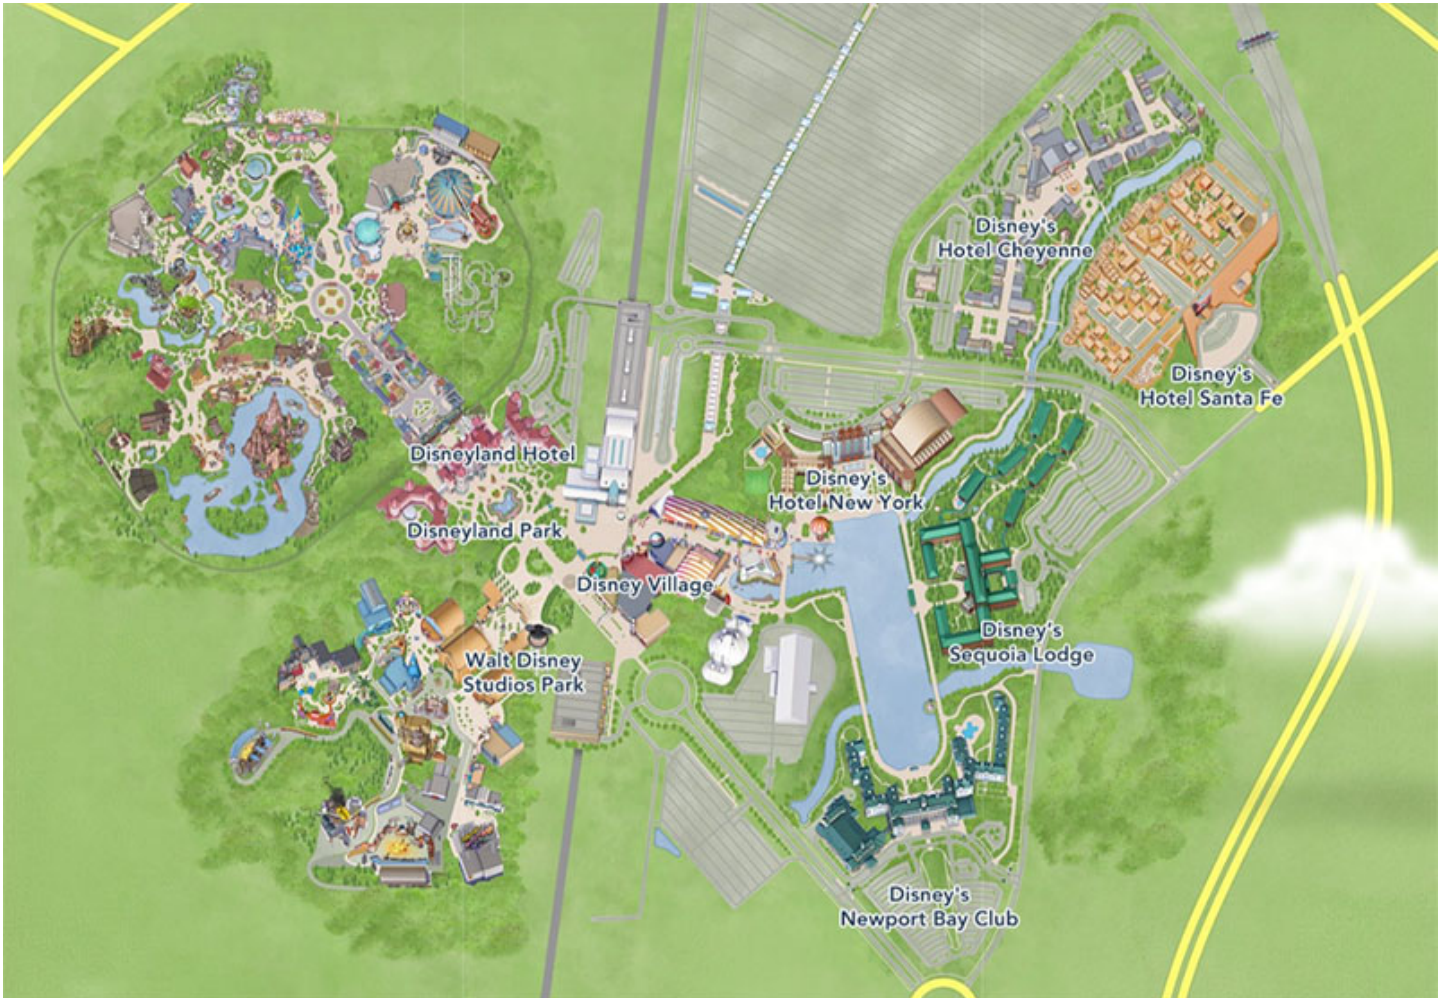 Disney's
Hotel Cheyenne
Disney's
Hotel Santa Fe
Disneyland Hotel
Disney's
Hotel New York
Disneyland Park
Disney Village
Disney's
Sequoia Lodge
Walt Disney
Studios Park
Disney's
Newport Bay Club